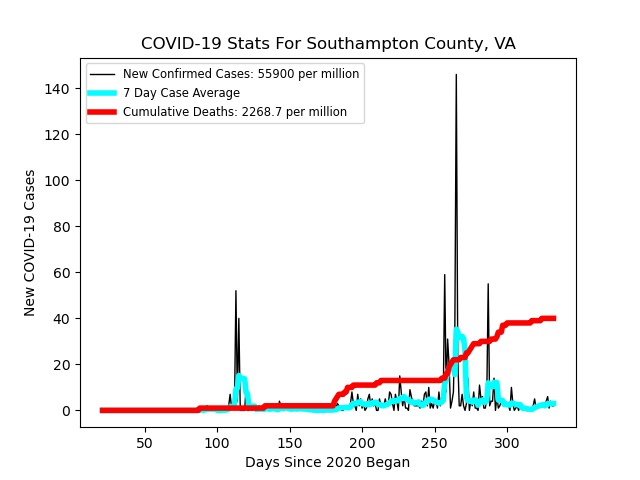 COVID-19 Stats For Southampton County, VA
New Confirmed Cases: 55900 per million
7 Day Case Average
Cumulative Deaths: 2268.7 per million
New COVID-19 Cases
140
120
100
80
60
40
20
0
50
100
150
200
250
300
Days Since 2020 Began